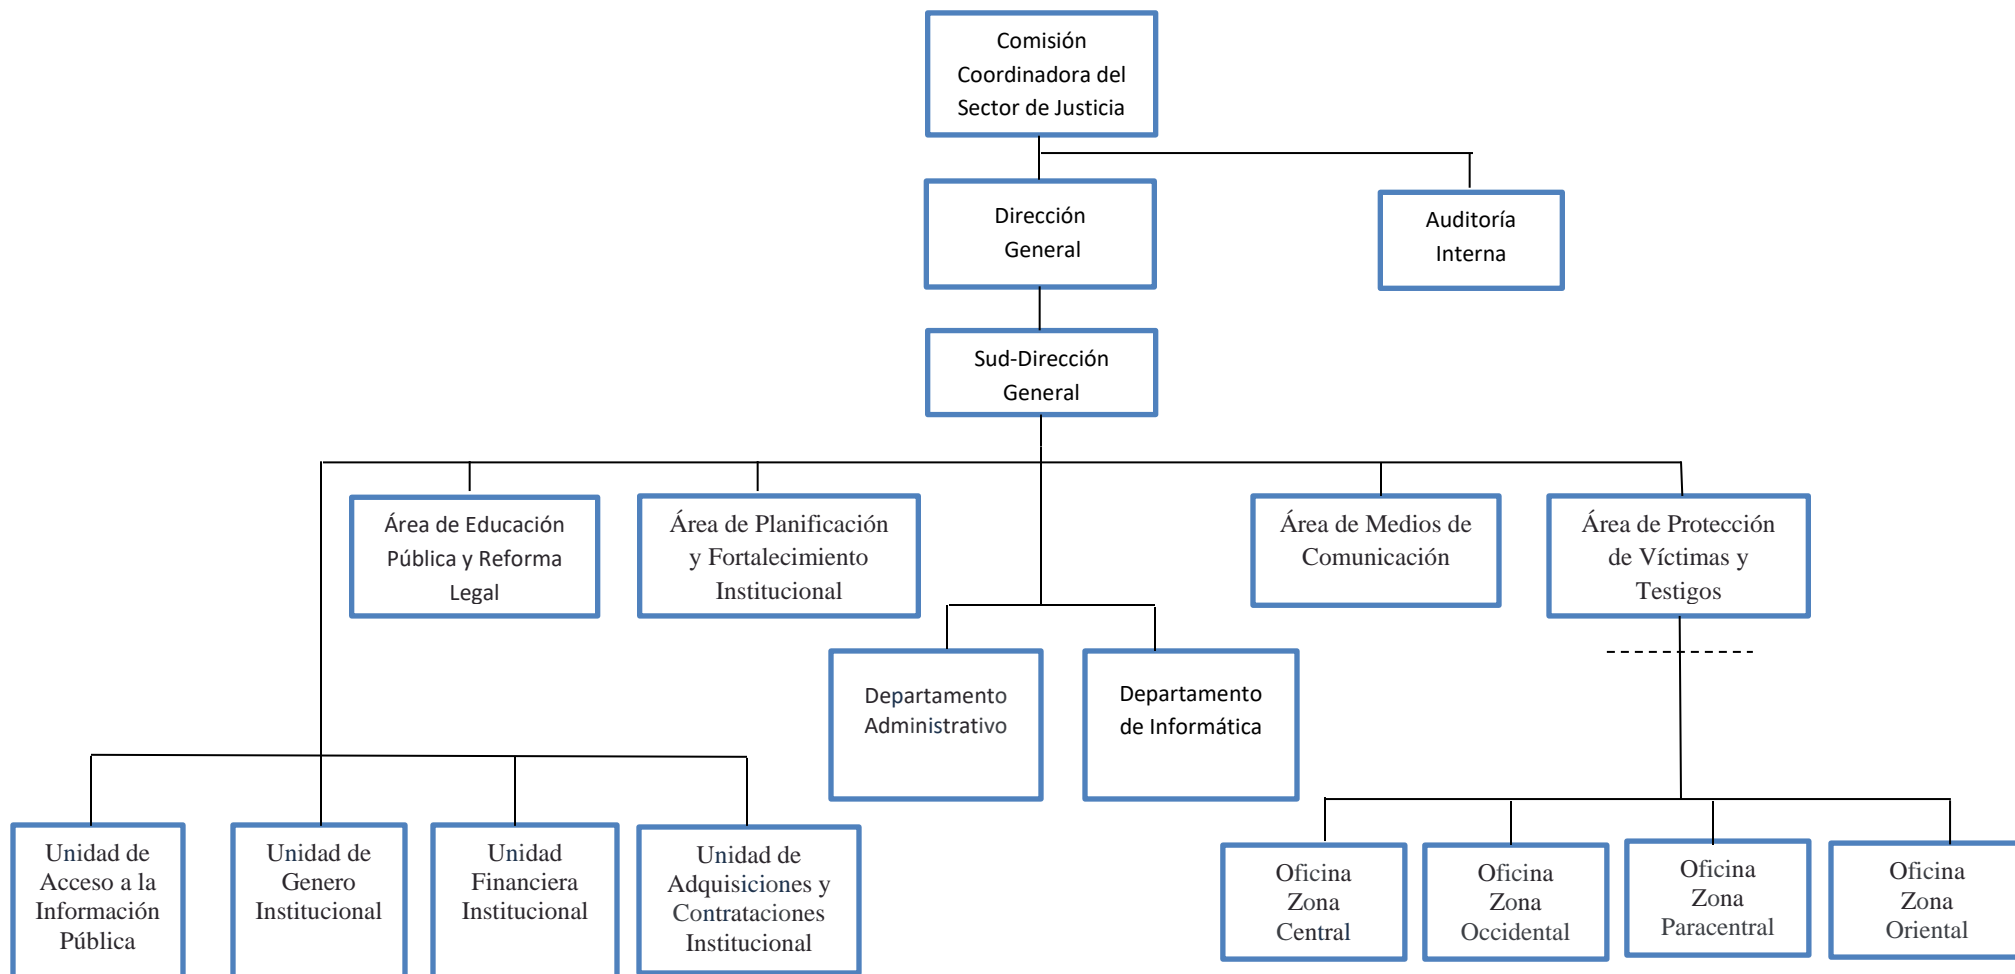 Comisión
Coordinadora del
Sector de Justicia
Dirección
General
Auditoría
Interna
Sud-Dirección
General
Área de Educación
Pública y Reforma
Legal
Área de Planificación
y Fortalecimiento
Institucional
Área de Medios de
Comunicación
Área de Protección
de Víctimas y
Testigos
Departamento
Administrativo
Departamento
de Informática
Unidad de
Acceso a la
Información
Pública
Unidad de
Genero
Institucional
Unidad
Financiera
Institucional
Unidad de
Adquisiciones y
Contrataciones
Institucional
Oficina
Zona
Central
Oficina
Zona
Occidental
Oficina
Zona
Paracentral
Oficina
Zona
Oriental